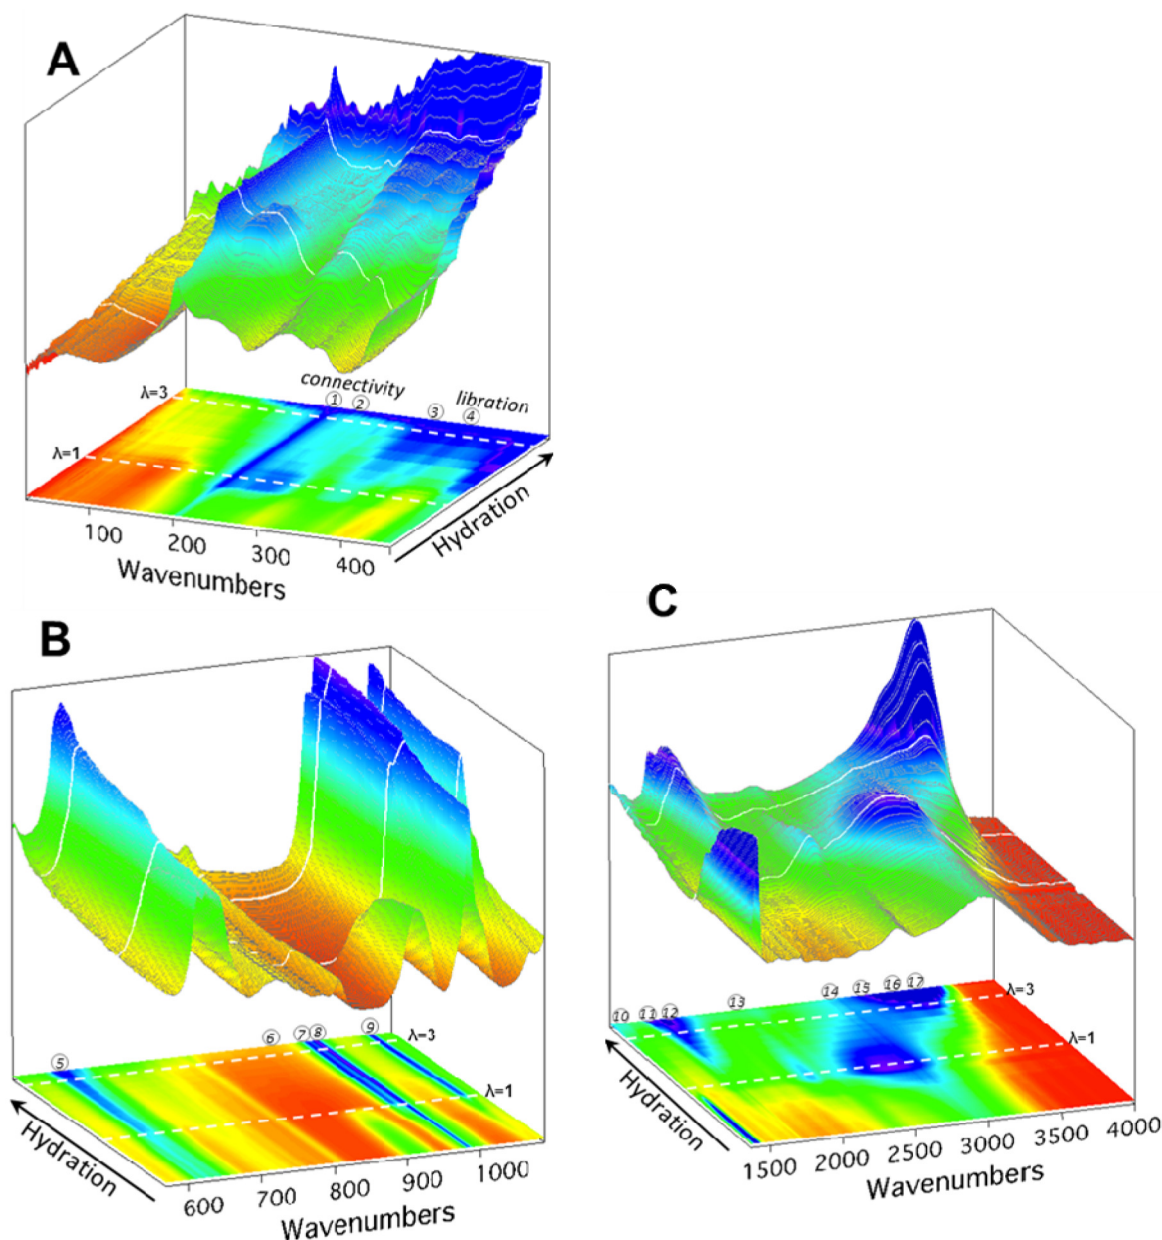 A
connectivity
libration
λ=3
① ② ③ ④
λ=1
100 200 300 400
Wavenumbers
Hydration
B
⑤ ⑥ ⑦ ⑧ ⑨
λ=3
λ=1
Hydration
600 700 800 900 1000
Wavenumbers
C
⑩ ⑪ ⑫ ⑬ ⑭ ⑮ ⑯ ⑰
λ=3
λ=1
Hydration
1500 2000 2500 3000 3500 4000
Wavenumbers